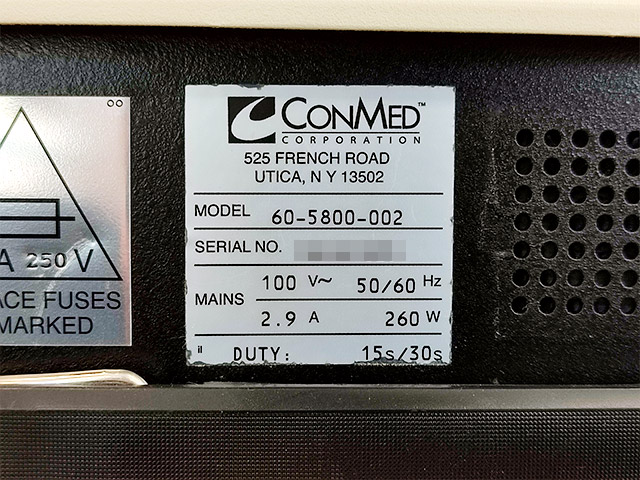 CONMED™
CORPORATION
525 FRENCH ROAD
UTICA, N Y 13502
MODEL 60-5800-002
SERIAL NO.
MAINS
100 V~ 50/60 Hz
2.9 A 260 W
DUTY: 15s/30s
A 250 V
ACE FUSES
MARKED